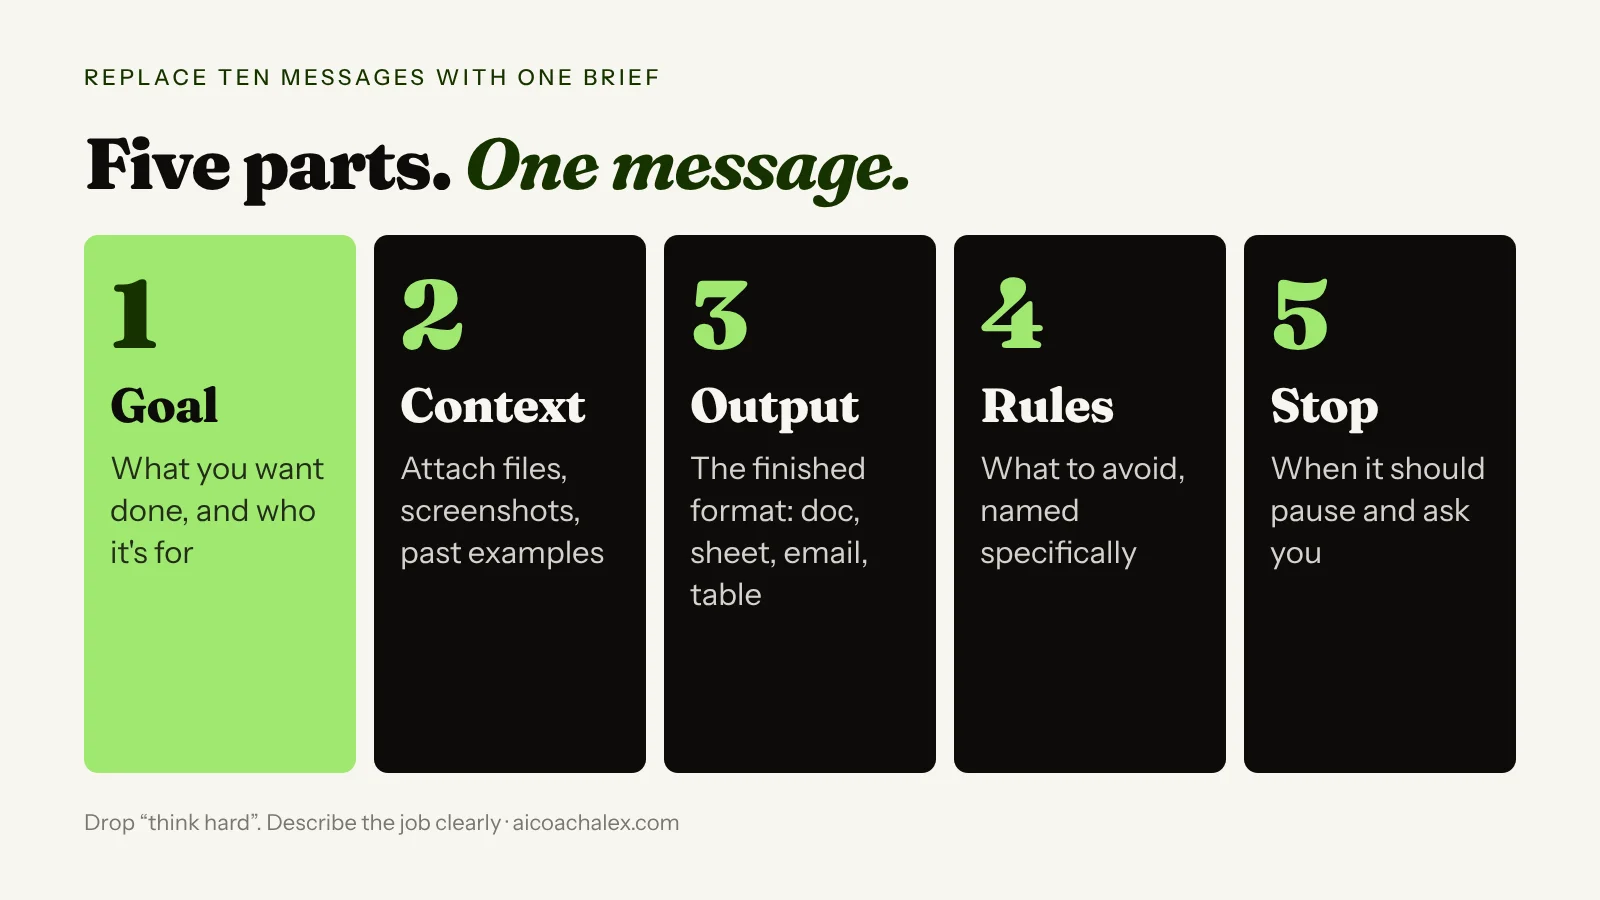 REPLACE TEN MESSAGES WITH ONE BRIEF
Five parts. One message.
1
Goal
What you want
done, and who
it's for
2
Context
Attach files,
screenshots,
past examples
3
Output
The finished
format: doc,
sheet, email,
table
4
Rules
What to avoid,
named
specifically
5
Stop
When it should
pause and ask
you
Drop “think hard”. Describe the job clearly · aicoachalex.com